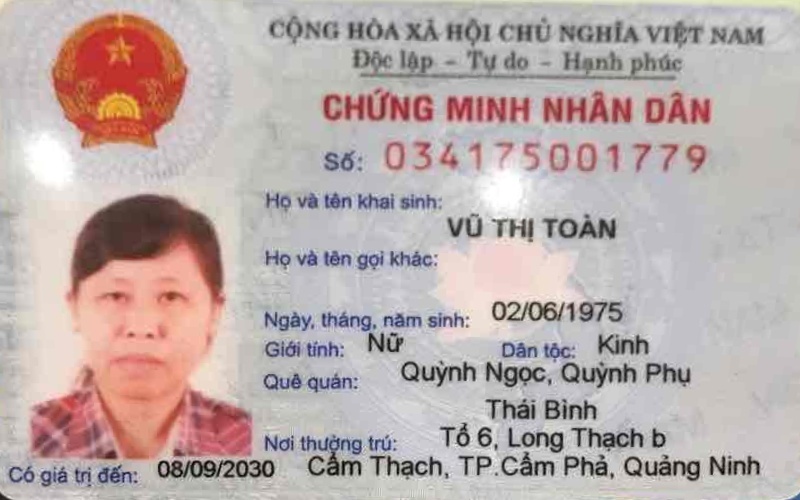 CỘNG HÒA XÃ HỘI CHỦ NGHĨA VIỆT NAM
Độc lập - Tự do - Hạnh phúc
CHỨNG MINH NHÂN DÂN
Số: 034175001779
Họ và tên khai sinh:
VŨ THỊ TOÀN
Họ và tên gọi khác:
Ngày, tháng, năm sinh: 02/06/1975
Giới tính: Nữ Dân tộc: Kinh
Quê quán: Quỳnh Ngọc, Quỳnh Phụ
Thái Bình
Nơi thường trú: Tổ 6, Long Thạch b
Có giá trị đến: 08/09/2030 Cẩm Thạch, TP.Cẩm Phả, Quảng Ninh